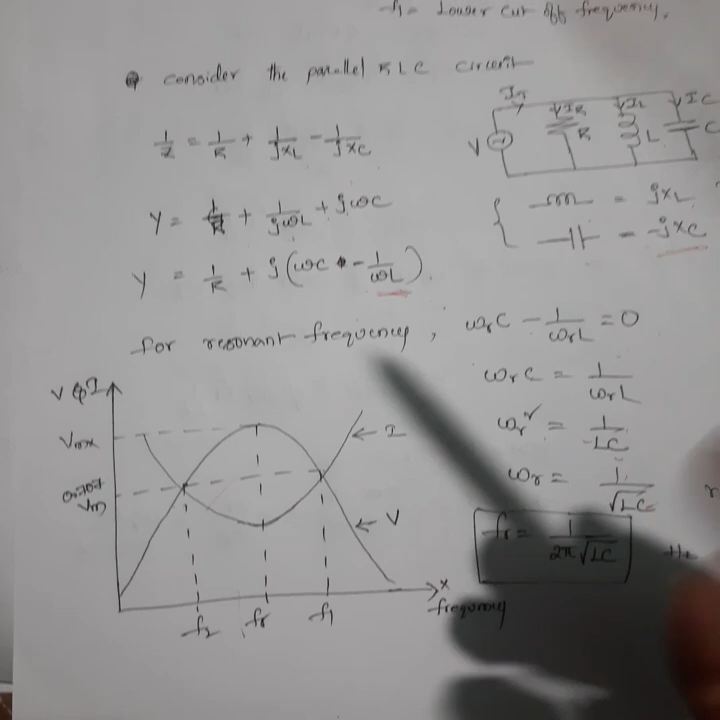 f1 = Lower cut off frequency.
consider the parallel RLC circuit
1/Z = 1/R + 1/jXL - 1/jXC
IT
IR
IL
IC
V
R
L
C
Y = 1/R + 1/jωL + jωC
= jXL
= -jXC
Y = 1/R + j(ωC - 1/ωL).
for resonant frequency, ωrC - 1/ωrL = 0
ωrC = 1/ωrL
ωr² = 1/LC
ωr = 1/√LC
fr = 1/2π√LC Hz
V & I
Vmx
0.707
Vm
I
V
X
f2 fr f1
frequency